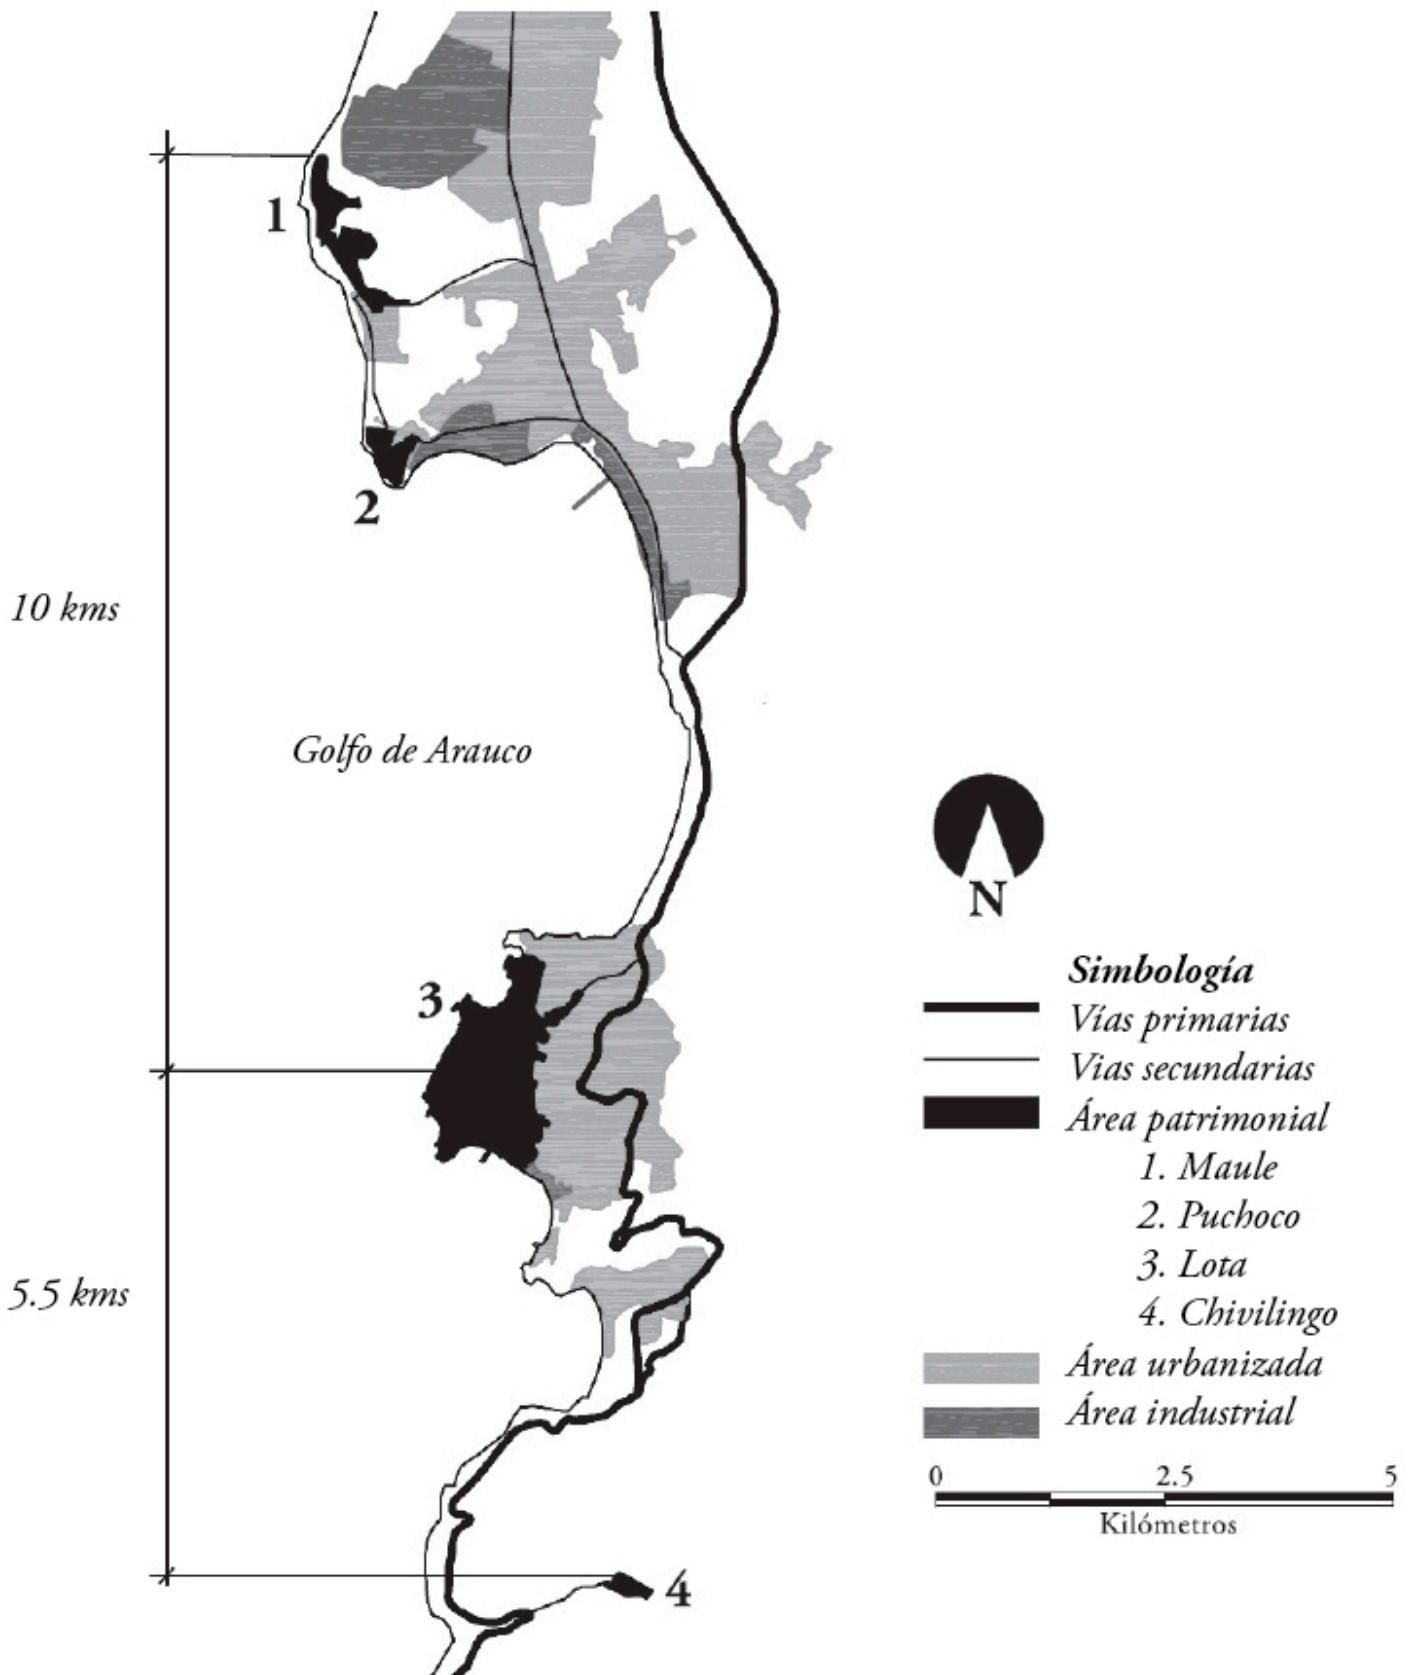 1
2
10 kms
Golfo de Arauco
3
N
Simbología
Vías primarias
Vias secundarias
Área patrimonial
1. Maule
2. Puchoco
3. Lota
4. Chivilingo
5.5 kms
Área urbanizada
Área industrial
0 2.5 5
Kilómetros
4